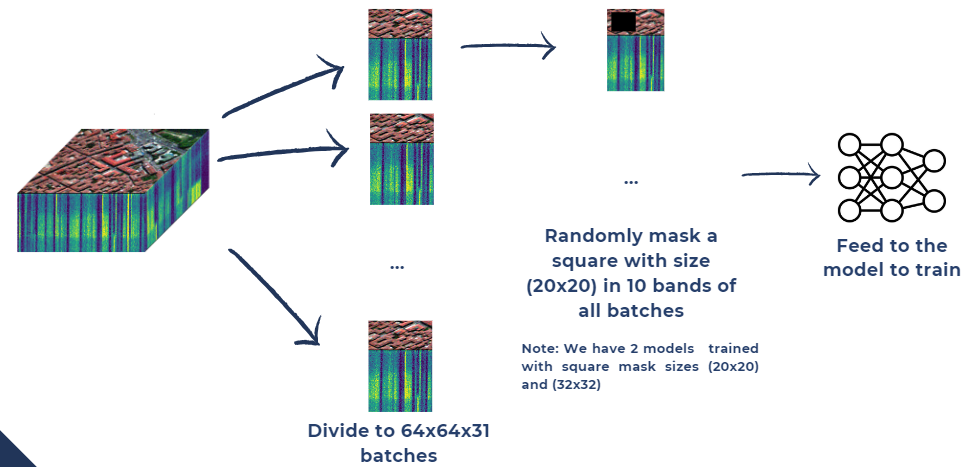 ...
...
Randomly mask a
square with size
(20x20) in 10 bands of
all batches
Note: We have 2 models trained
with square mask sizes (20x20)
and (32x32)
Feed to the
model to train
Divide to 64x64x31
batches